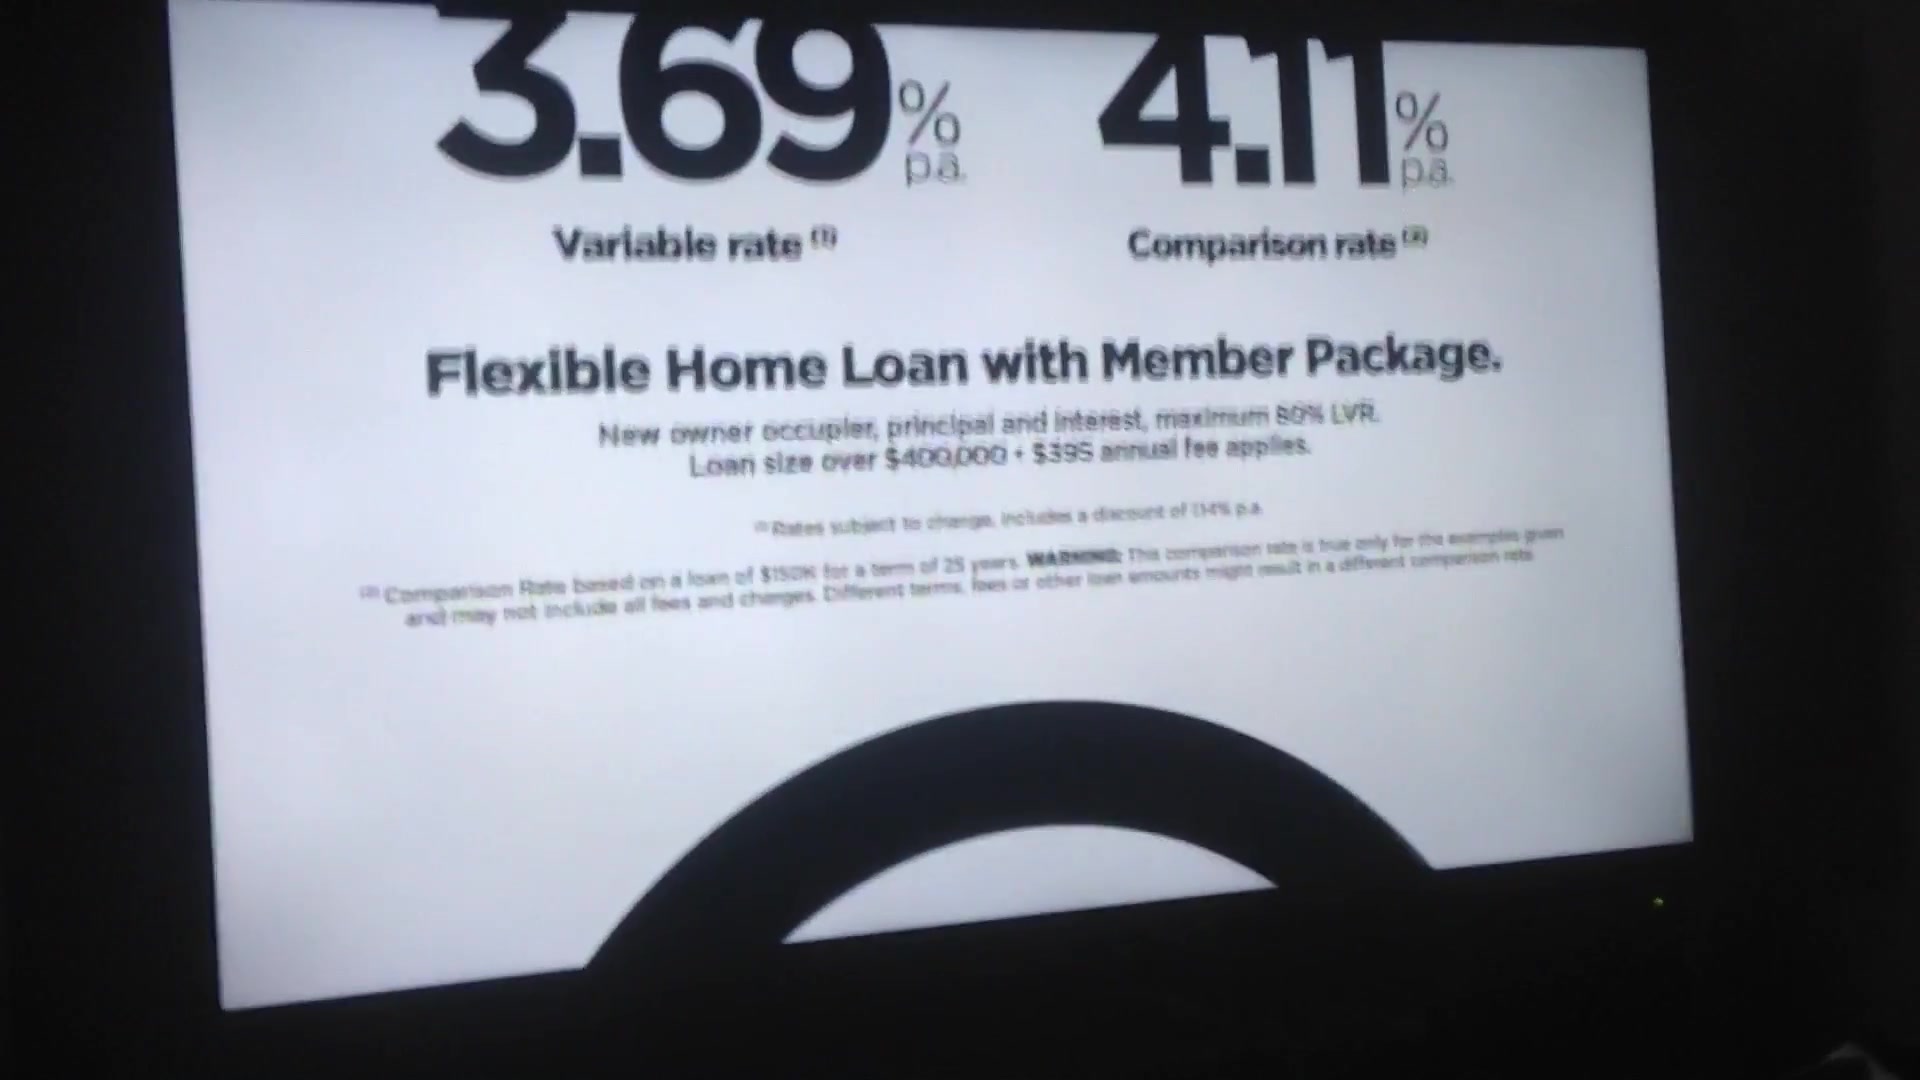 3.69% pa. 4.11% pa.
Variable rate (1) Comparison rate (2)
Flexible Home Loan with Member Package.
New owner occupier, principal and interest, maximum 80% LVR.
Loan size over $400,000 + $395 annual fee applies.
(1) Rates subject to change, includes a discount of p.a.
(2) Comparison Rate based on a loan of $150K for a term of 25 years. WARNING: This comparison rate is true only for the examples given
and may not include all fees and charges. Different terms, fees or other loan amounts might result in a different comparison rate.